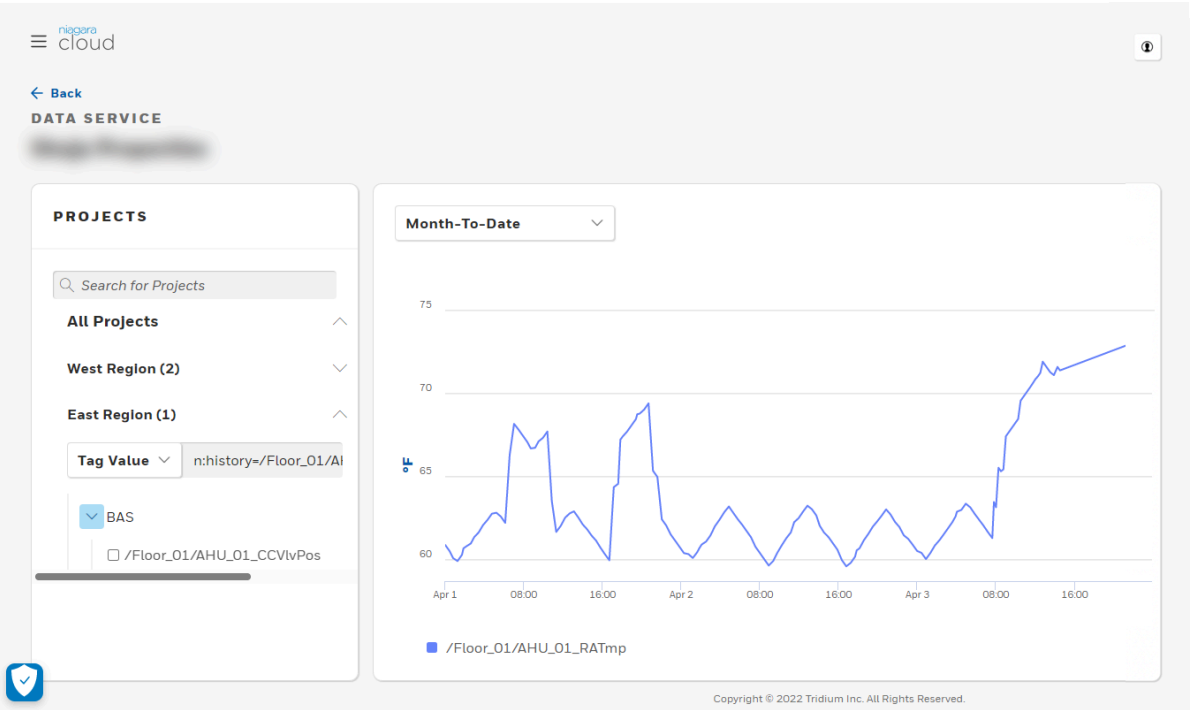 niagara
cloud
Back
DATA SERVICE
PROJECTS
Search for Projects
All Projects
West Region (2)
East Region (1)
Tag Value n:history=/Floor_01/AH
BAS
/Floor_01/AHU_01_CCVlvPos
Month-To-Date
75
70
°F
65
60
Apr 1 08:00 16:00 Apr 2 08:00 16:00 Apr 3 08:00 16:00
/Floor_01/AHU_01_RATmp
Copyright © 2022 Tridium Inc. All Rights Reserved.